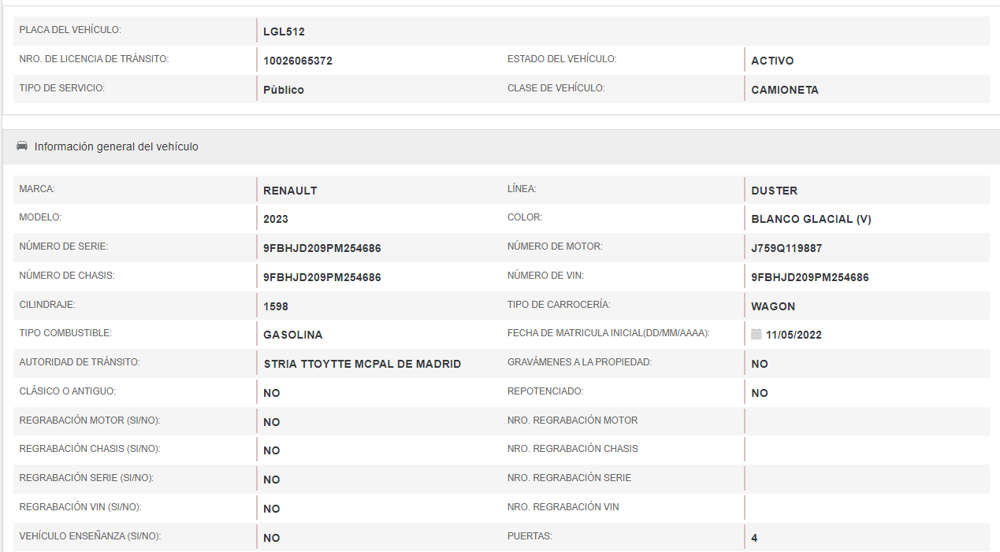 PLACA DEL VEHÍCULO: LGL512
NRO. DE LICENCIA DE TRÁNSITO: 10026065372 ESTADO DEL VEHÍCULO: ACTIVO
TIPO DE SERVICIO: Público CLASE DE VEHÍCULO: CAMIONETA
Información general del vehículo
MARCA: RENAULT LÍNEA: DUSTER
MODELO: 2023 COLOR: BLANCO GLACIAL (V)
NÚMERO DE SERIE: 9FBHJD209PM254686 NÚMERO DE MOTOR: J759Q119887
NÚMERO DE CHASIS: 9FBHJD209PM254686 NÚMERO DE VIN: 9FBHJD209PM254686
CILINDRAJE: 1598 TIPO DE CARROCERÍA: WAGON
TIPO COMBUSTIBLE: GASOLINA FECHA DE MATRICULA INICIAL(DD/MM/AAAA): 11/05/2022
AUTORIDAD DE TRÁNSITO: STRIA TTOYTTE MCPAL DE MADRID GRAVÁMENES A LA PROPIEDAD: NO
CLÁSICO O ANTIGUO: NO REPOTENCIADO: NO
REGRABACIÓN MOTOR (SI/NO): NO NRO. REGRABACIÓN MOTOR
REGRABACIÓN CHASIS (SI/NO): NO NRO. REGRABACIÓN CHASIS
REGRABACIÓN SERIE (SI/NO): NO NRO. REGRABACIÓN SERIE
REGRABACIÓN VIN (SI/NO): NO NRO. REGRABACIÓN VIN
VEHÍCULO ENSEÑANZA (SI/NO): NO PUERTAS: 4